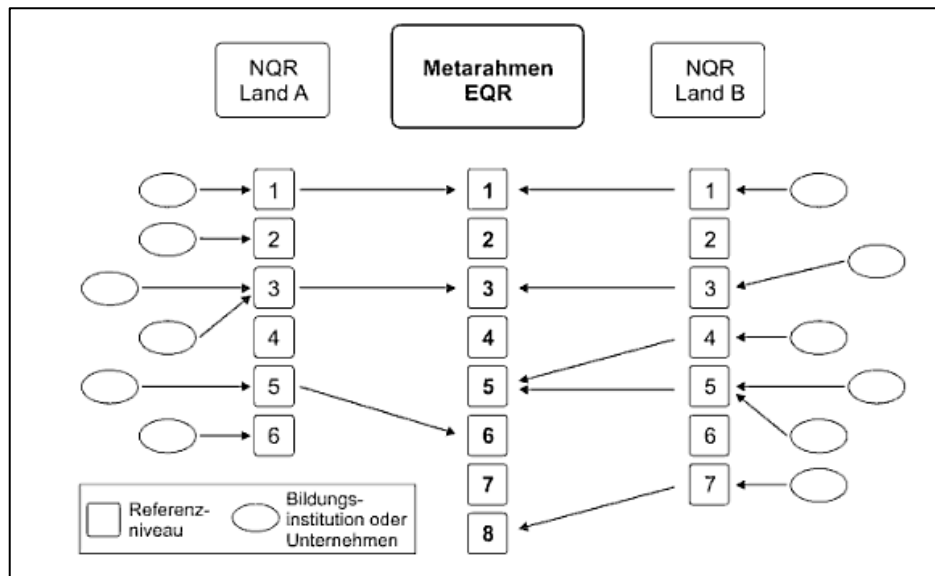 NQR
Land A
Metarahmen
EQR
NQR
Land B
1
1
1
2
2
2
3
3
3
4
4
4
5
5
5
6
6
6
7
7
8
Referenz-
niveau
Bildungs-
institution oder
Unternehmen